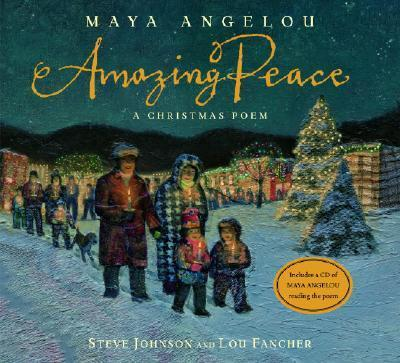 MAYA ANGELOU
Amazing Peace
A CHRISTMAS POEM
Includes a CD of
MAYA ANGELOU
reading the poem
STEVE JOHNSON AND LOU FANCHER